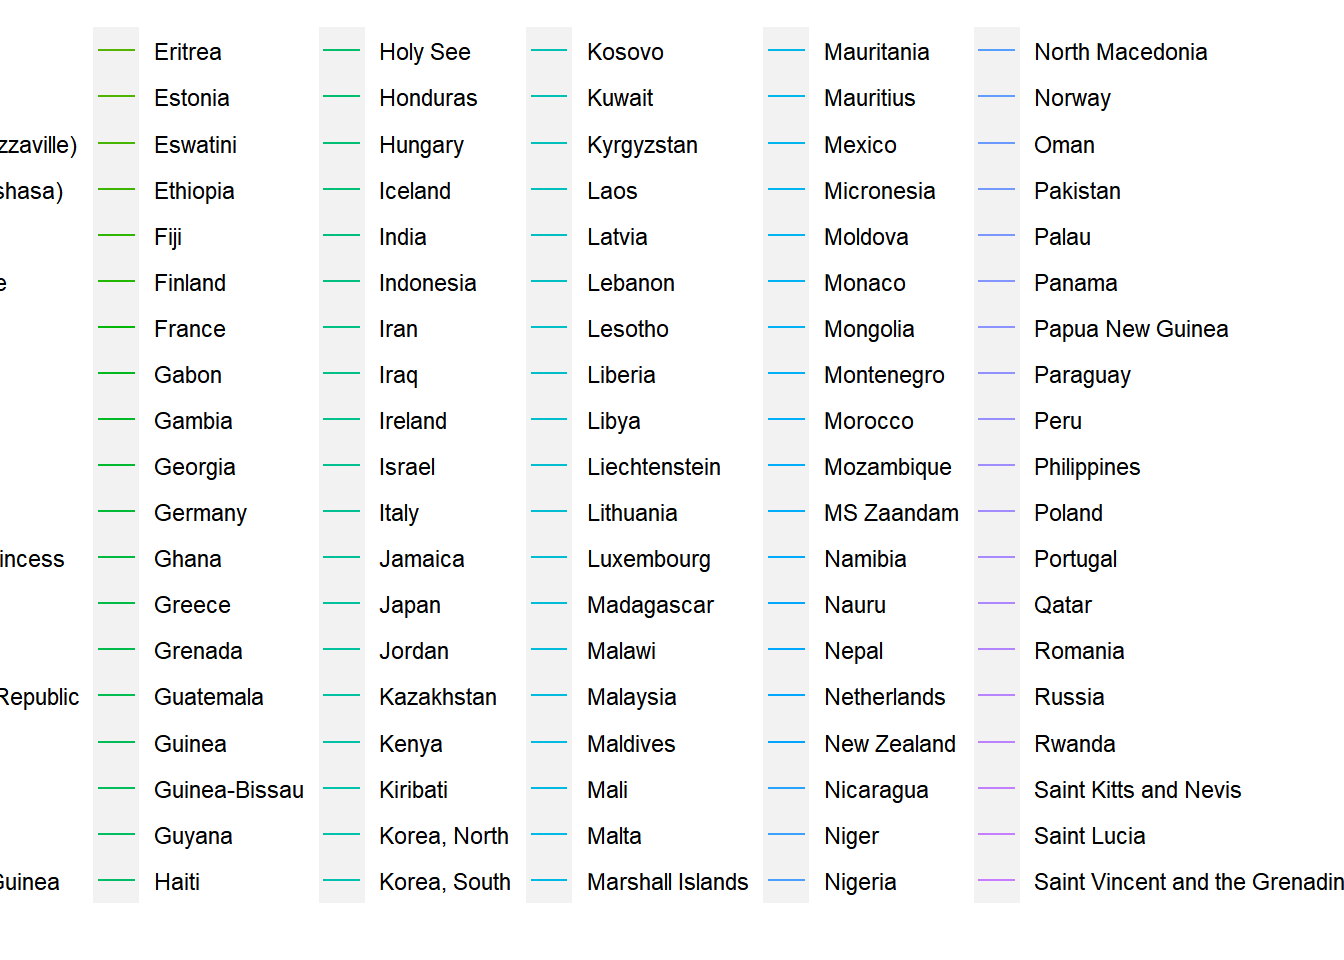 zzaville)
shasa)
e
incess
Republic
Guinea
Eritrea
Estonia
Eswatini
Ethiopia
Fiji
Finland
France
Gabon
Gambia
Georgia
Germany
Ghana
Greece
Grenada
Guatemala
Guinea
Guinea-Bissau
Guyana
Haiti
Holy See
Honduras
Hungary
Iceland
India
Indonesia
Iran
Iraq
Ireland
Israel
Italy
Jamaica
Japan
Jordan
Kazakhstan
Kenya
Kiribati
Korea, North
Korea, South
Kosovo
Kuwait
Kyrgyzstan
Laos
Latvia
Lebanon
Lesotho
Liberia
Libya
Liechtenstein
Lithuania
Luxembourg
Madagascar
Malawi
Malaysia
Maldives
Mali
Malta
Marshall Islands
Mauritania
Mauritius
Mexico
Micronesia
Moldova
Monaco
Mongolia
Montenegro
Morocco
Mozambique
MS Zaandam
Namibia
Nauru
Nepal
Netherlands
New Zealand
Nicaragua
Niger
Nigeria
North Macedonia
Norway
Oman
Pakistan
Palau
Panama
Papua New Guinea
Paraguay
Peru
Philippines
Poland
Portugal
Qatar
Romania
Russia
Rwanda
Saint Kitts and Nevis
Saint Lucia
Saint Vincent and the Grenadin